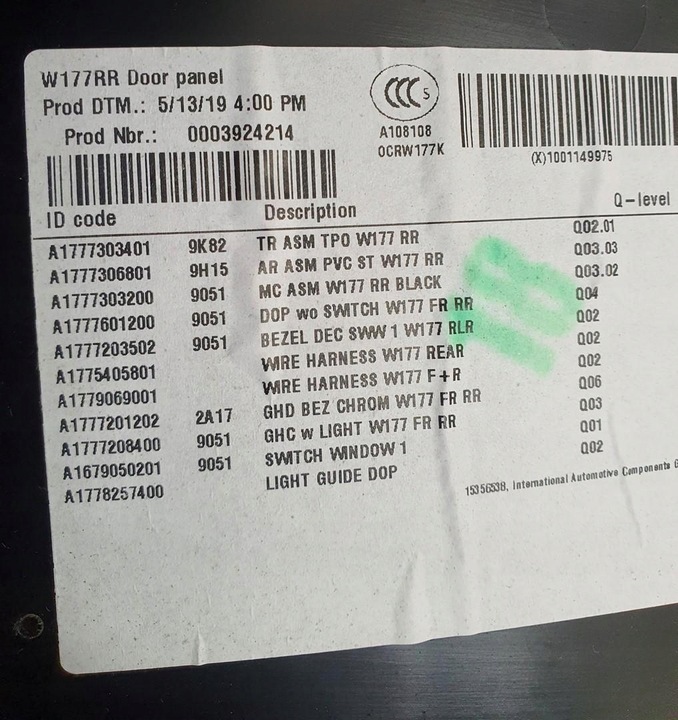 W177RR Door panel
Prod DTM.: 5/13/19 4:00 PM
Prod Nbr.: 0003924214
CCC S
A108108
OCRW177K
(X)1001149975
ID code Description Q-level
A1777303401 9K82 TR ASM TPO W177 RR Q02.01
A1777306801 9H15 AR ASM PVC ST W177 RR Q03.03
A1777303200 9051 MC ASM W177 RR BLACK Q03.02
A1777601200 9051 DOP wo SWITCH W177 FR RR Q04
A1777203502 9051 BEZEL DEC SWW 1 W177 RLR Q02
A1775405801 WIRE HARNESS W177 REAR Q02
A1779069001 WIRE HARNESS W177 F+R Q02
A1777201202 2A17 GHD BEZ CHROM W177 FR RR Q06
A1777208400 9051 GHC w LIGHT W177 FR RR Q03
A1679050201 9051 SWITCH WINDOW 1 Q01
A1778257400 LIGHT GUIDE DOP Q02
15356538, International Automotive Components G